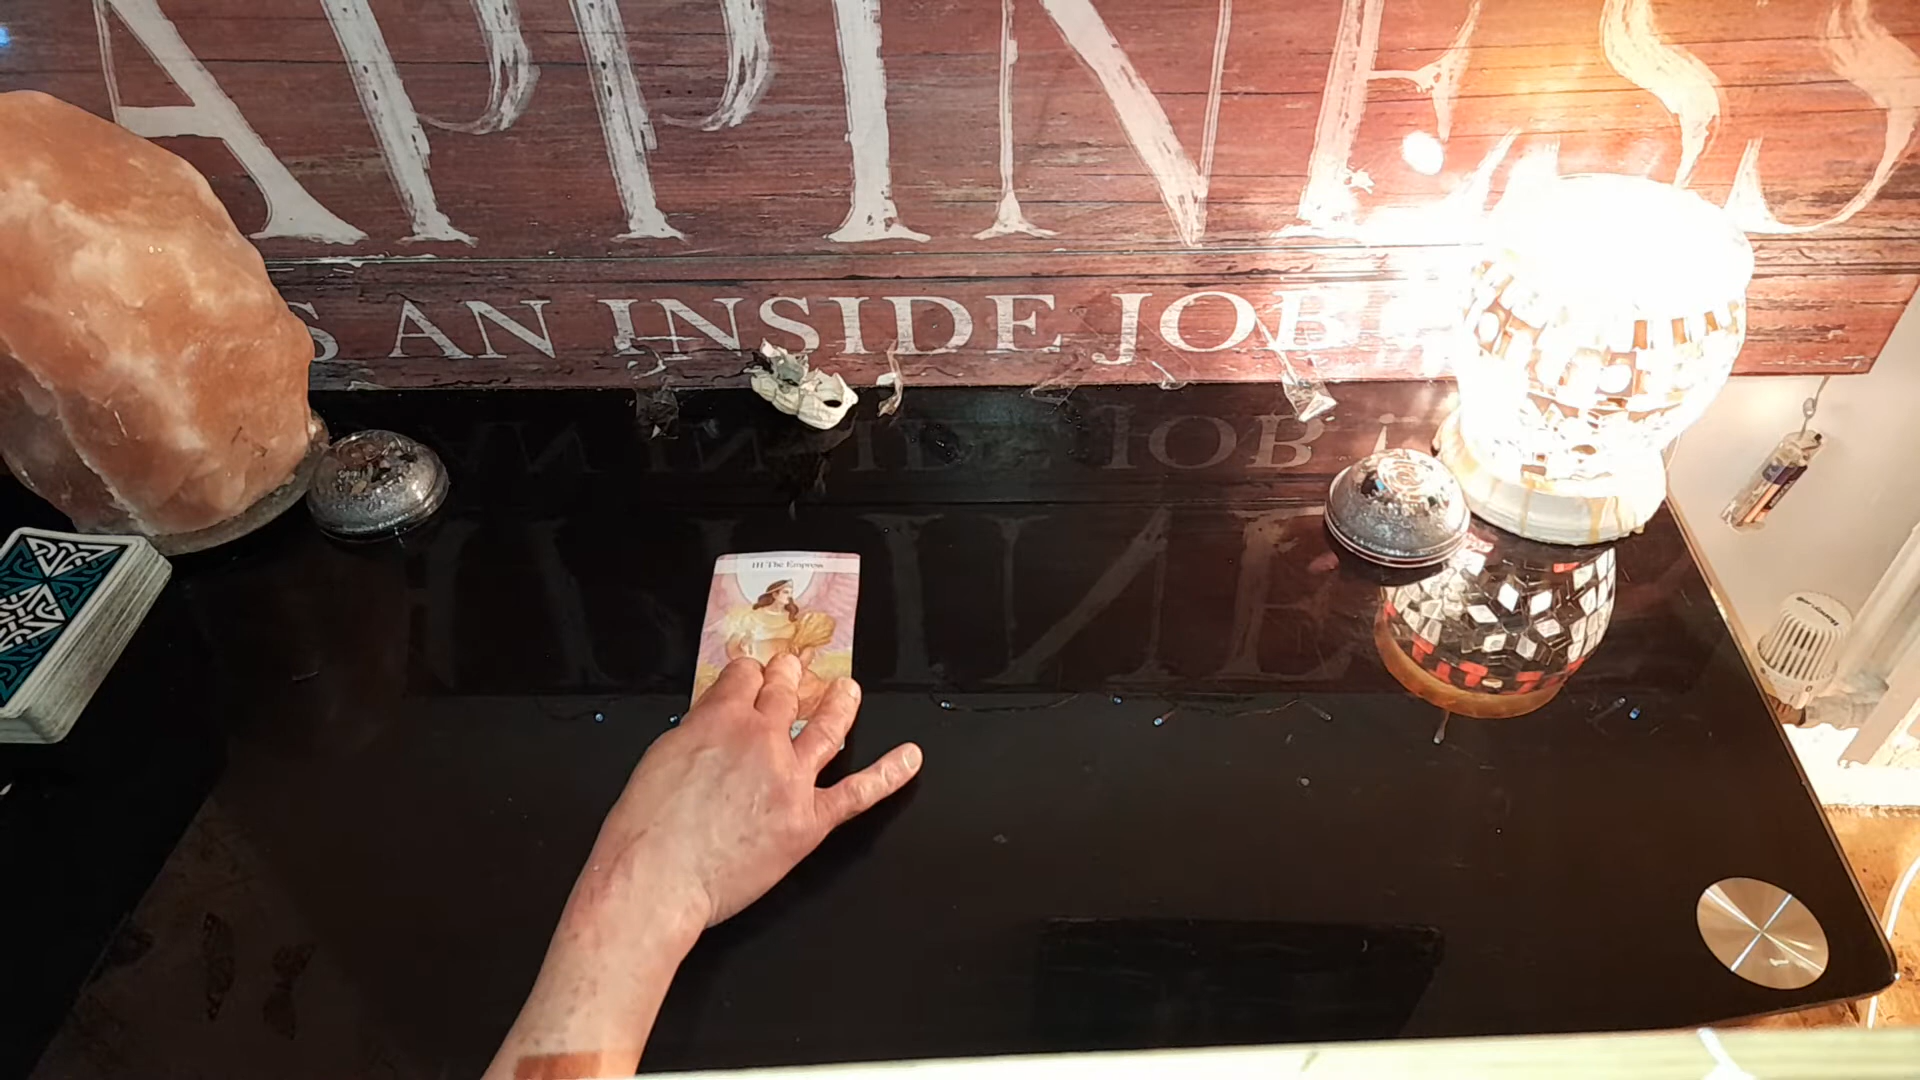 APPINESS
S AN INSIDE JOB
III The Empress